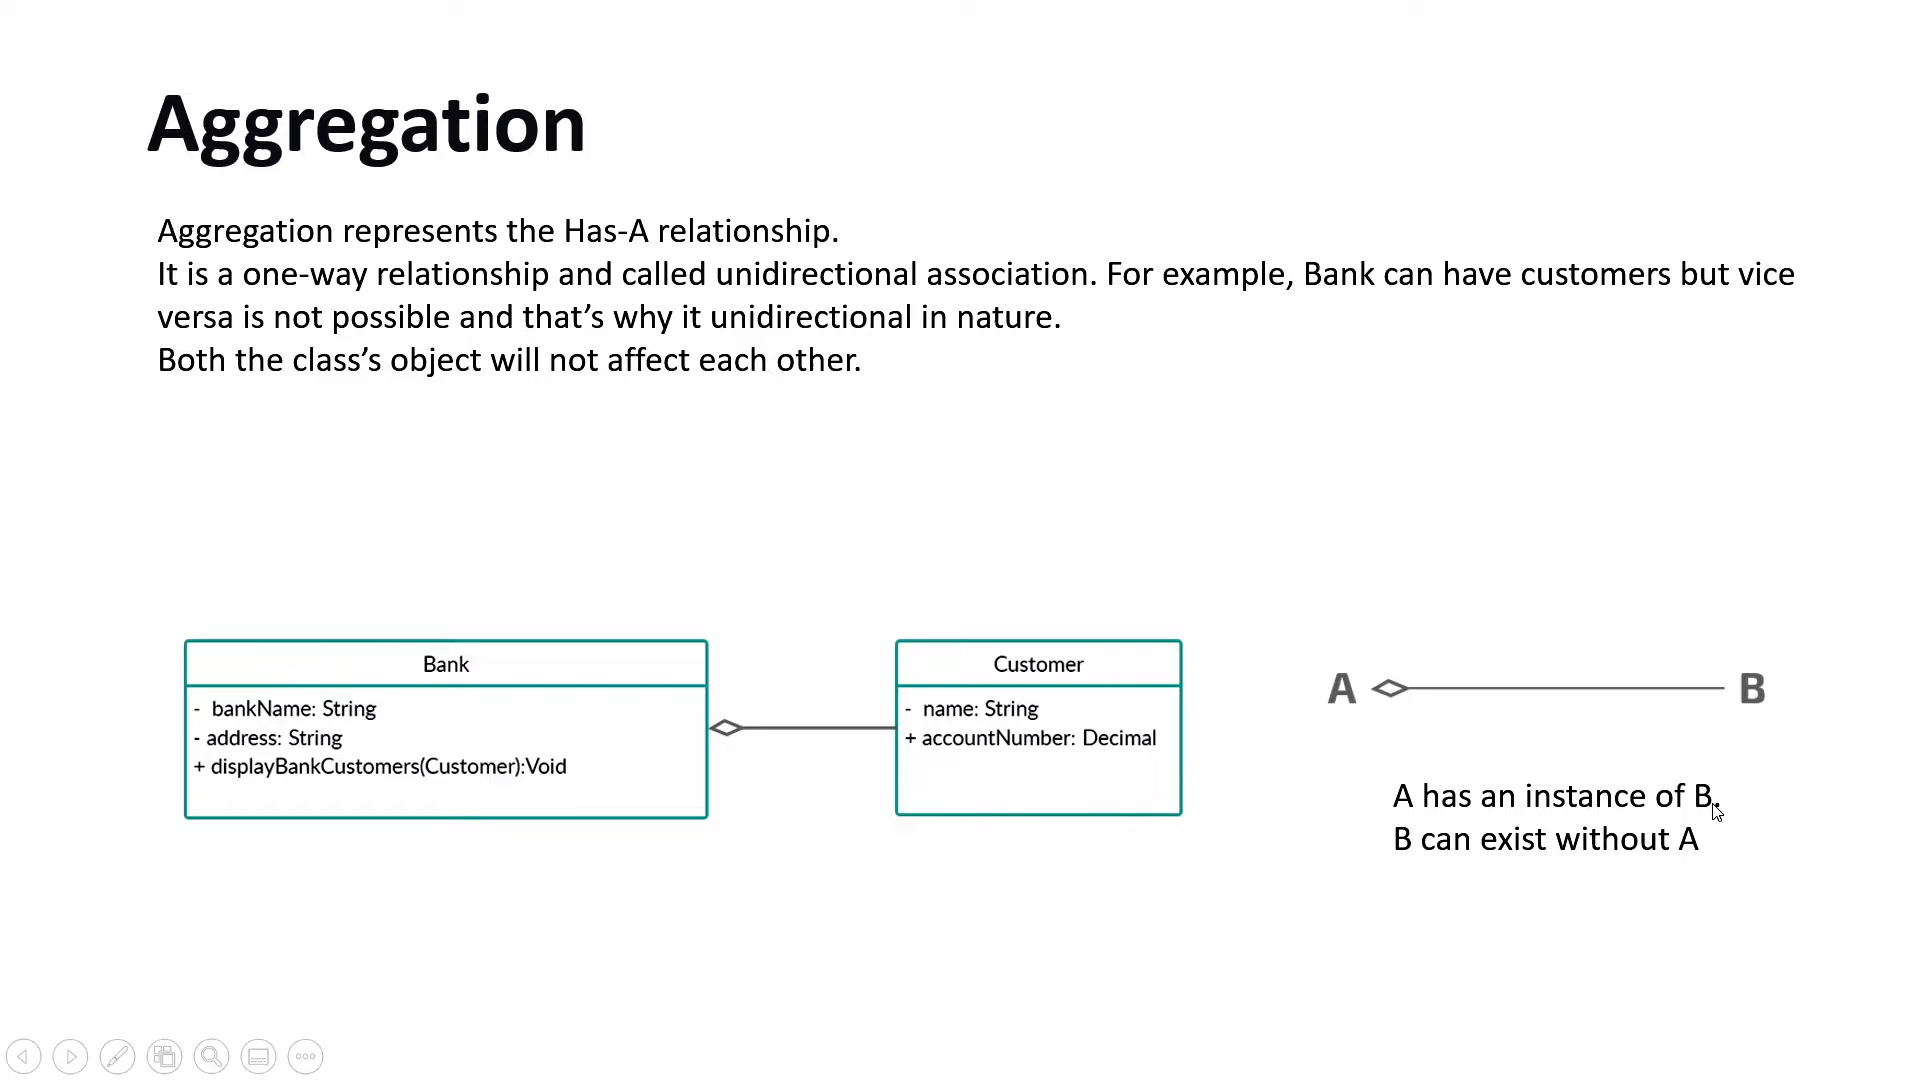 Aggregation
Aggregation represents the Has-A relationship.
It is a one-way relationship and called unidirectional association. For example, Bank can have customers but vice
versa is not possible and that’s why it unidirectional in nature.
Both the class’s object will not affect each other.
Bank
- bankName: String
- address: String
+ displayBankCustomers(Customer):Void
Customer
- name: String
+ accountNumber: Decimal
A B
A has an instance of B.
B can exist without A